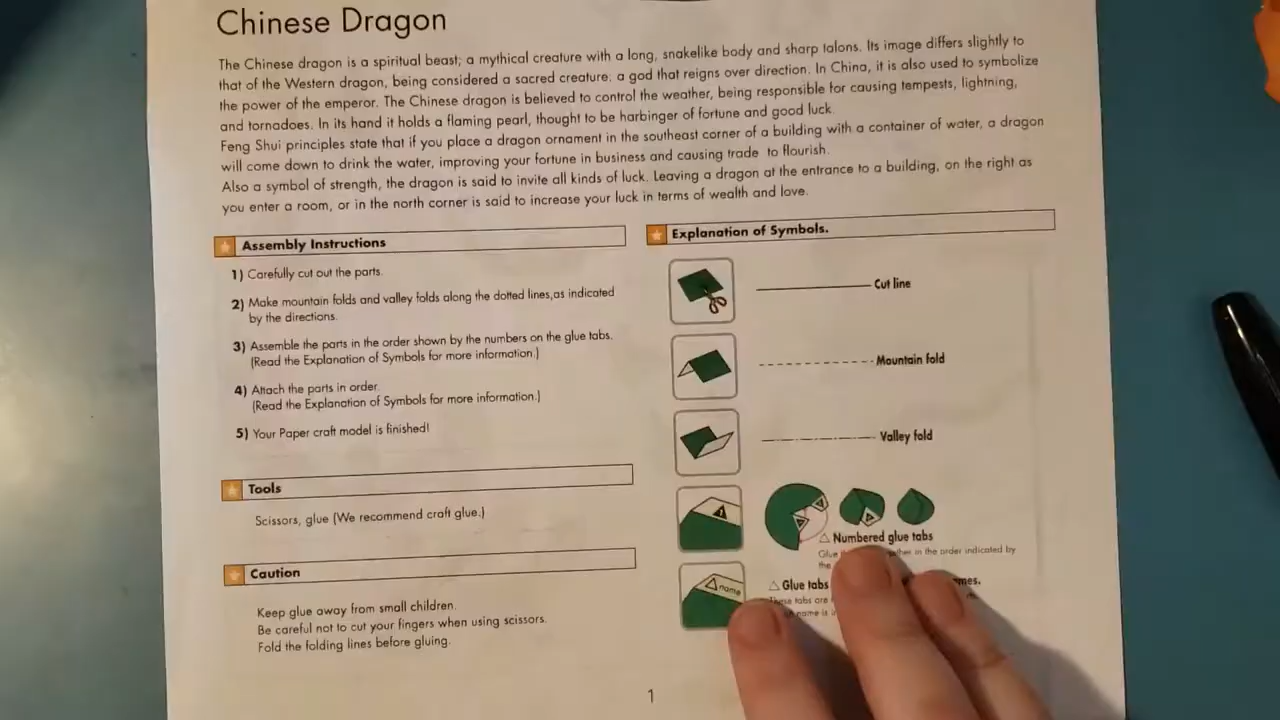 Chinese Dragon
The Chinese dragon is a spiritual beast; a mythical creature with a long, snakelike body and sharp talons. Its image differs slightly to
that of the Western dragon, being considered a sacred creature: a god that reigns over direction. In China, it is also used to symbolize
the power of the emperor. The Chinese dragon is believed to control the weather, being responsible for causing tempests, lightning,
and tornadoes. In its hand it holds a flaming pearl, thought to be harbinger of fortune and good luck.
Feng Shui principles state that if you place a dragon ornament in the southeast corner of a building with a container of water, a dragon
will come down to drink the water, improving your fortune in business and causing trade to flourish.
Also a symbol of strength, the dragon is said to invite all kinds of luck. Leaving a dragon at the entrance to a building, on the right as
you enter a room, or in the north corner is said to increase your luck in terms of wealth and love.
Assembly Instructions
1) Carefully cut out the parts.
2) Make mountain folds and valley folds along the dotted lines,as indicated
by the directions.
3) Assemble the parts in the order shown by the numbers on the glue tabs.
(Read the Explanation of Symbols for more information.)
4) Attach the parts in order.
(Read the Explanation of Symbols for more information.)
5) Your Paper craft model is finished!
Tools
Scissors, glue (We recommend craft glue.)
Caution
Keep glue away from small children.
Be careful not to cut your fingers when using scissors.
Fold the folding lines before gluing.
Explanation of Symbols.
Cut line
Mountain fold
Valley fold
1
Numbered glue tabs
Glue in the order indicated by
the
name
Glue tabs
These tabs are
name is
1